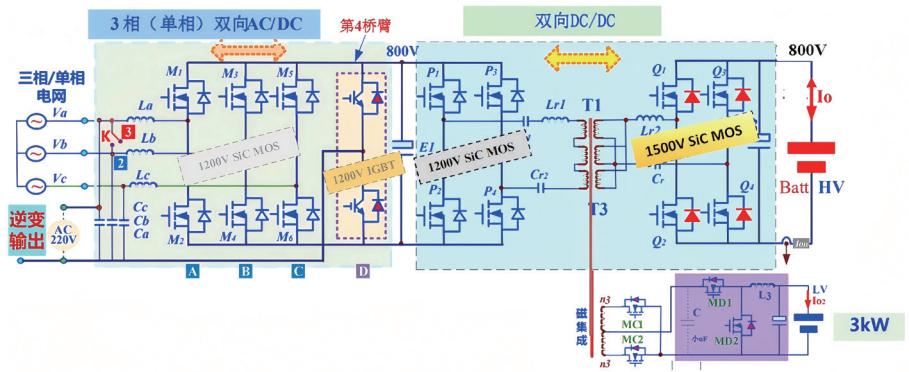 3相（单相）双向AC/DC
第4桥臂
双向DC/DC
800V
800V
三相/单相
电网
Va
Vb
Vc
La
Lb
Lc
K
3
2
M1
M3
M5
1200V SiC MOS
1200V IGBT
M2
M4
M6
Cc
Cb
Ca
逆变
输出
AC
220V
A
B
C
D
E1
P1
P3
1200V SiC MOS
P2
P4
Lr1
Cr2
T1
T3
Lr2
Cr
Q1
Q3
1500V SiC MOS
Q4
Q2
Io
Batt
HV
磁集成
n3
n3
MC1
MC2
C
小uF
MD1
MD2
L3
LV
Io2
3kW